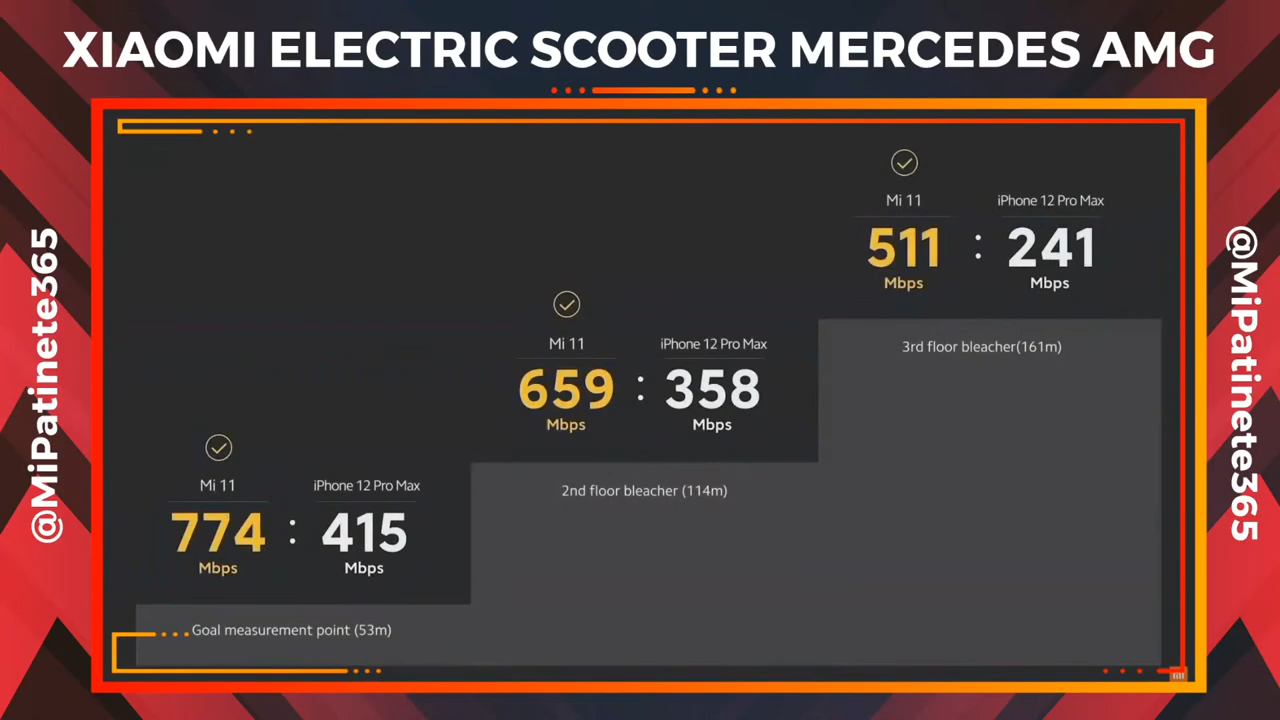 XIAOMI ELECTRIC SCOOTER MERCEDES AMG
@MiPatinete365
@MiPatinete365
Mi 11
iPhone 12 Pro Max
511 : 241
Mbps
Mbps
3rd floor bleacher(161m)
Mi 11
iPhone 12 Pro Max
659 : 358
Mbps
Mbps
2nd floor bleacher (114m)
Mi 11
iPhone 12 Pro Max
774 : 415
Mbps
Mbps
Goal measurement point (53m)